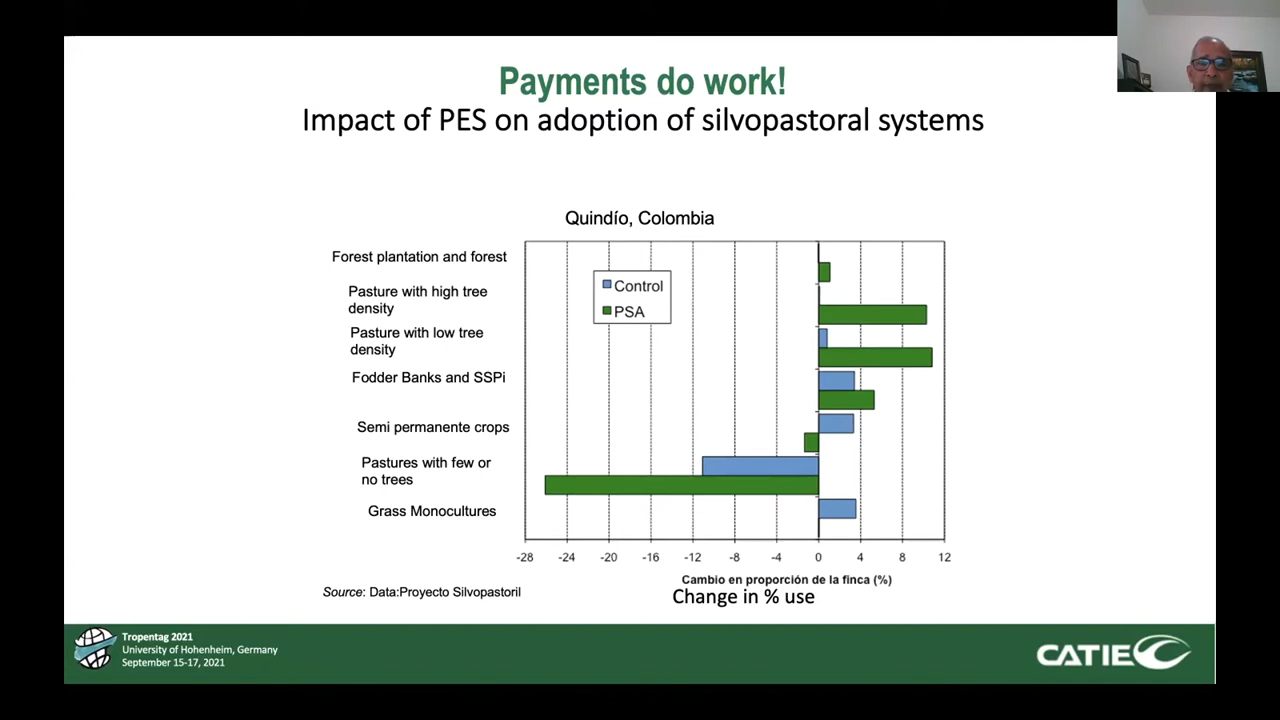 Payments do work!
Impact of PES on adoption of silvopastoral systems
Quindío, Colombia
Forest plantation and forest
Pasture with high tree
density
Pasture with low tree
density
Fodder Banks and SSPi
Semi permanente crops
Pastures with few or
no trees
Grass Monocultures
Control
PSA
-28 -24 -20 -16 -12 -8 -4 0 4 8 12
Cambio en proporción de la finca (%)
Change in % use
Source: Data:Proyecto Silvopastoril
Tropentag 2021
University of Hohenheim, Germany
September 15-17, 2021
CATIE